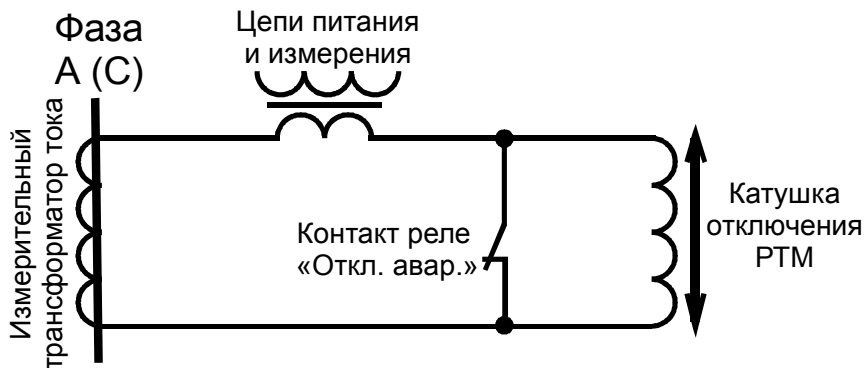 Фаза
А (С)
Цепи питания
и измерения
Измерительный
трансформатор тока
Контакт реле
«Откл. авар.»
Катушка
отключения
РТМ